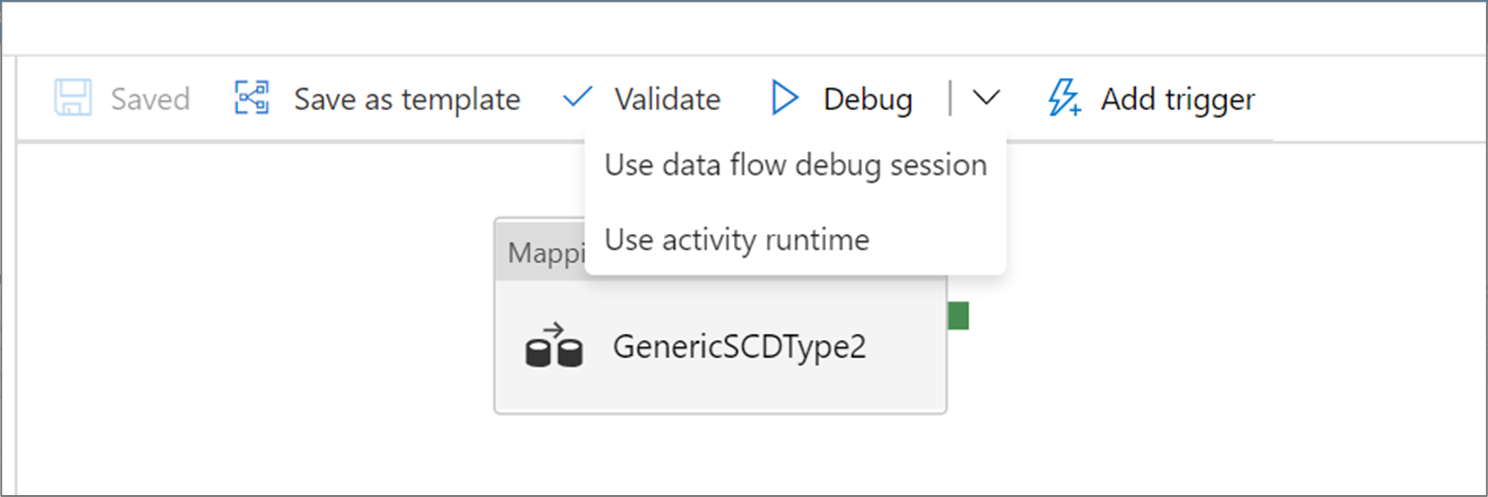 Saved Save as template Validate Debug Add trigger
Use data flow debug session
Use activity runtime
Mappi
GenericSCDType2